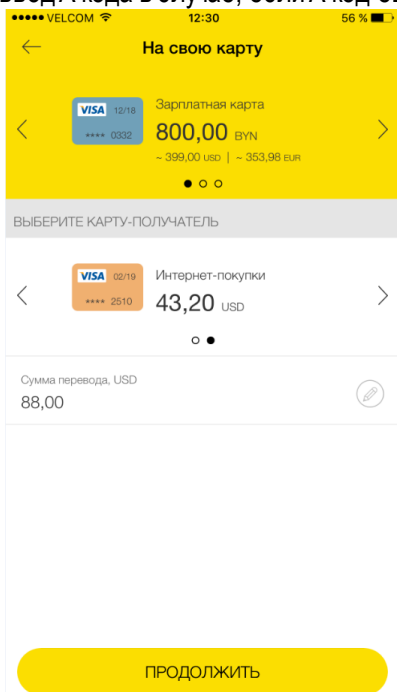 VELCOM 12:30 56 %
На свою карту
VISA 12/18
**** 0332
Зарплатная карта
800,00 BYN
~ 399,00 USD | ~ 353,98 EUR
ВЫБЕРИТЕ КАРТУ-ПОЛУЧАТЕЛЬ
VISA 02/19
**** 2510
Интернет-покупки
43,20 USD
Сумма перевода, USD
88,00
ПРОДОЛЖИТЬ